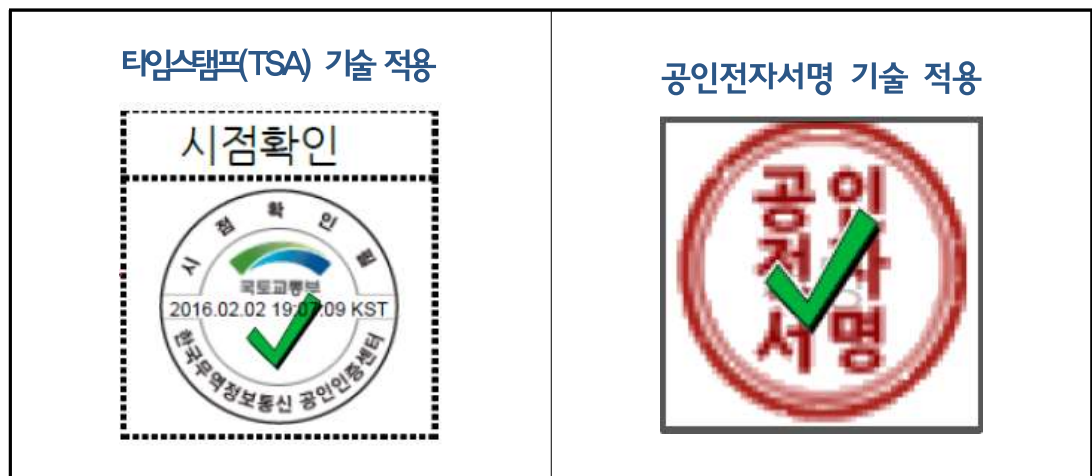 타임스탬프(TSA) 기술 적용
시점확인
시점확인필
국토교통부
2016.02.02 19:07:09 KST
한국무역정보통신 공인인증센터
공인전자서명 기술 적용
공인
전자
서명